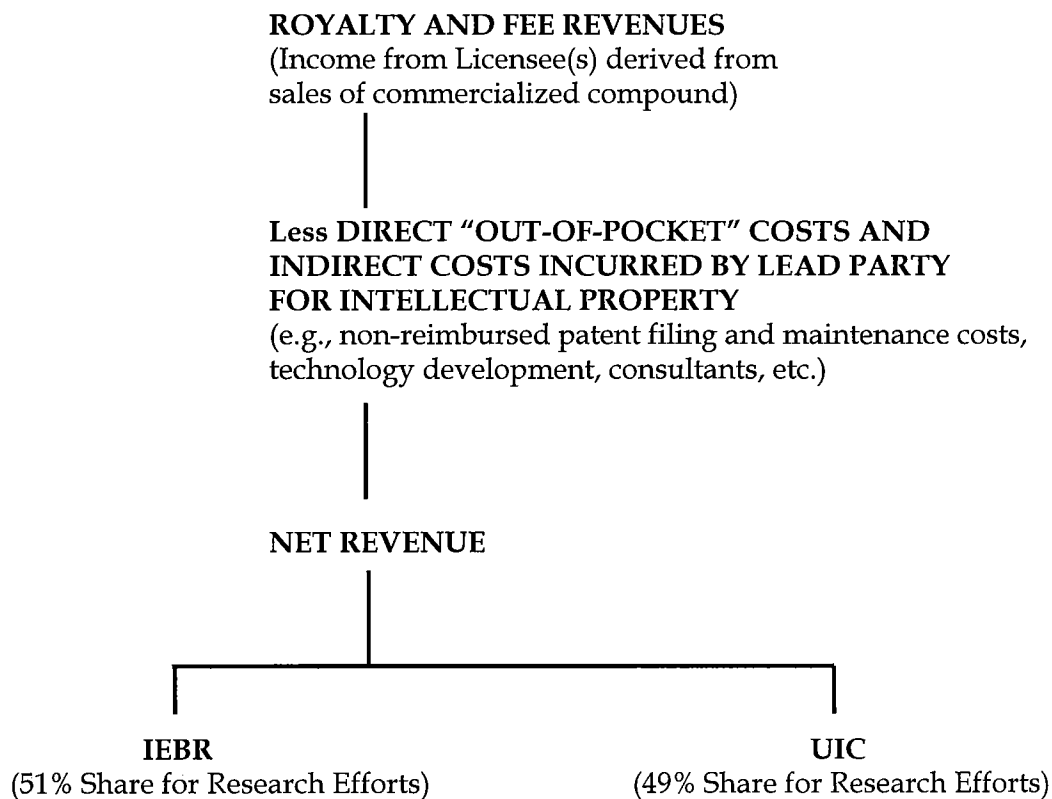 ROYALTY AND FEE REVENUES
(Income from Licensee(s) derived from
sales of commercialized compound)
Less DIRECT "OUT-OF-POCKET" COSTS AND
INDIRECT COSTS INCURRED BY LEAD PARTY
FOR INTELLECTUAL PROPERTY
(e.g., non-reimbursed patent filing and maintenance costs,
technology development, consultants, etc.)
NET REVENUE
IEBR
(51% Share for Research Efforts)
UIC
(49% Share for Research Efforts)